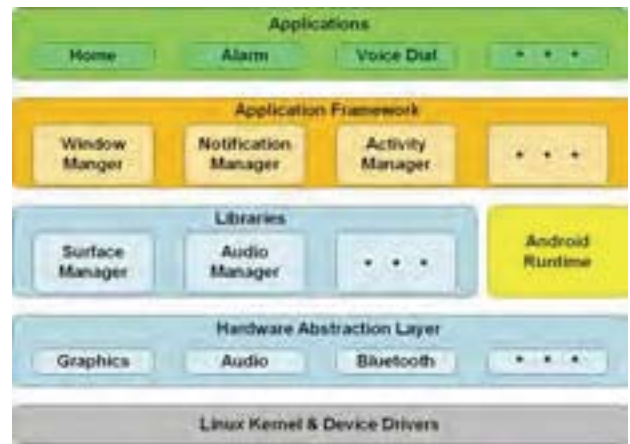 Applications
Home Alarm Voice Dial • • •
Application Framework
Window Notification Activity
Manger Manager Manager • • •
Libraries
Surface Audio Android
Manager Manager • • • Runtime
Hardware Abstraction Layer
Graphics Audio Bluetooth • • •
Linux Kernel & Device Drivers